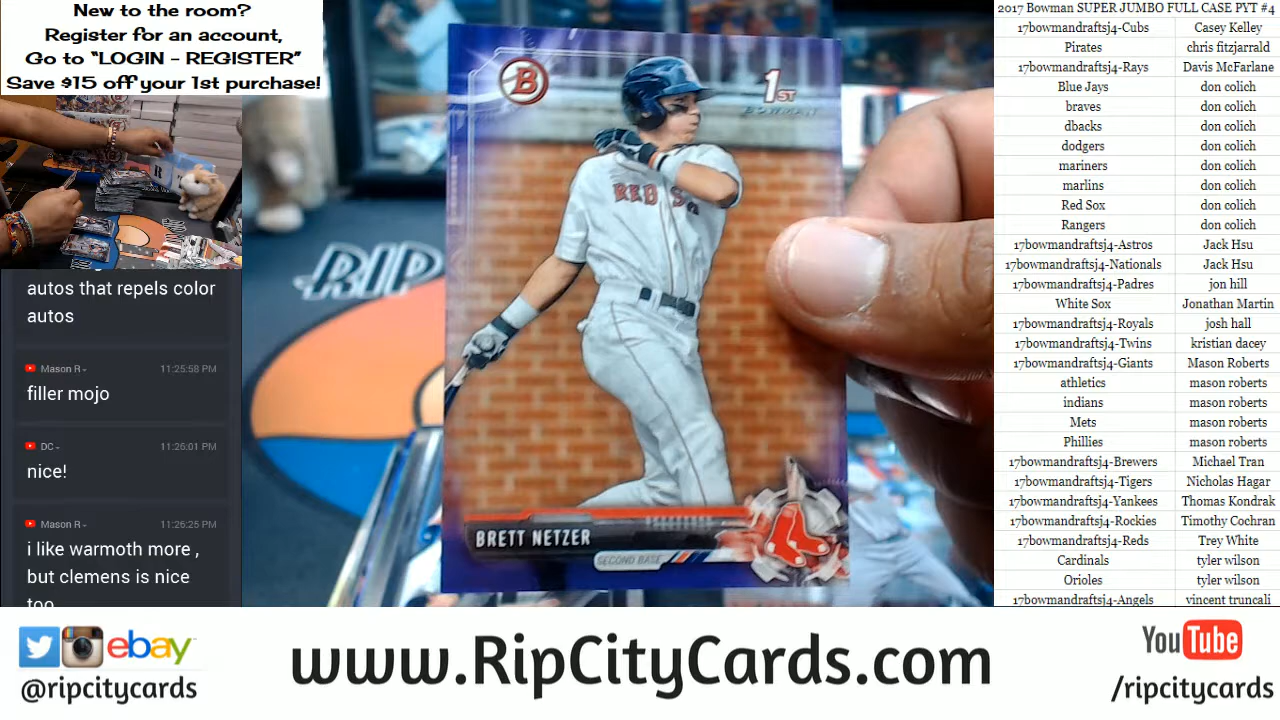 New to the room?
Register for an account,
Go to “LOGIN - REGISTER”
Save $15 off your 1st purchase!
autos that repels color
autos
Mason R 11:25:58 PM
filler mojo
DC 11:26:01 PM
nice!
Mason R 11:26:25 PM
i like warmoth more ,
but clemens is nice
too
RIP
B
1ST
BOWMAN
RED S
BRETT NETZER
SECOND BASE
2017 Bowman SUPER JUMBO FULL CASE PYT #4
17bowmandraftsj4-Cubs Casey Kelley
Pirates chris fitzjarrald
17bowmandraftsj4-Rays Davis McFarlane
Blue Jays don colich
braves don colich
dbacks don colich
dodgers don colich
mariners don colich
marlins don colich
Red Sox don colich
Rangers don colich
17bowmandraftsj4-Astros Jack Hsu
17bowmandraftsj4-Nationals Jack Hsu
17bowmandraftsj4-Padres jon hill
White Sox Jonathan Martin
17bowmandraftsj4-Royals josh hall
17bowmandraftsj4-Twins kristian dacey
17bowmandraftsj4-Giants Mason Roberts
athletics mason roberts
indians mason roberts
Mets mason roberts
Phillies mason roberts
17bowmandraftsj4-Brewers Michael Tran
17bowmandraftsj4-Tigers Nicholas Hagar
17bowmandraftsj4-Yankees Thomas Kondrak
17bowmandraftsj4-Rockies Timothy Cochran
17bowmandraftsj4-Reds Trey White
Cardinals tyler wilson
Orioles tyler wilson
17bowmandraftsj4-Angels vincent truncali
ebay
@ripcitycards
www.RipCityCards.com
YouTube
/ripcitycards